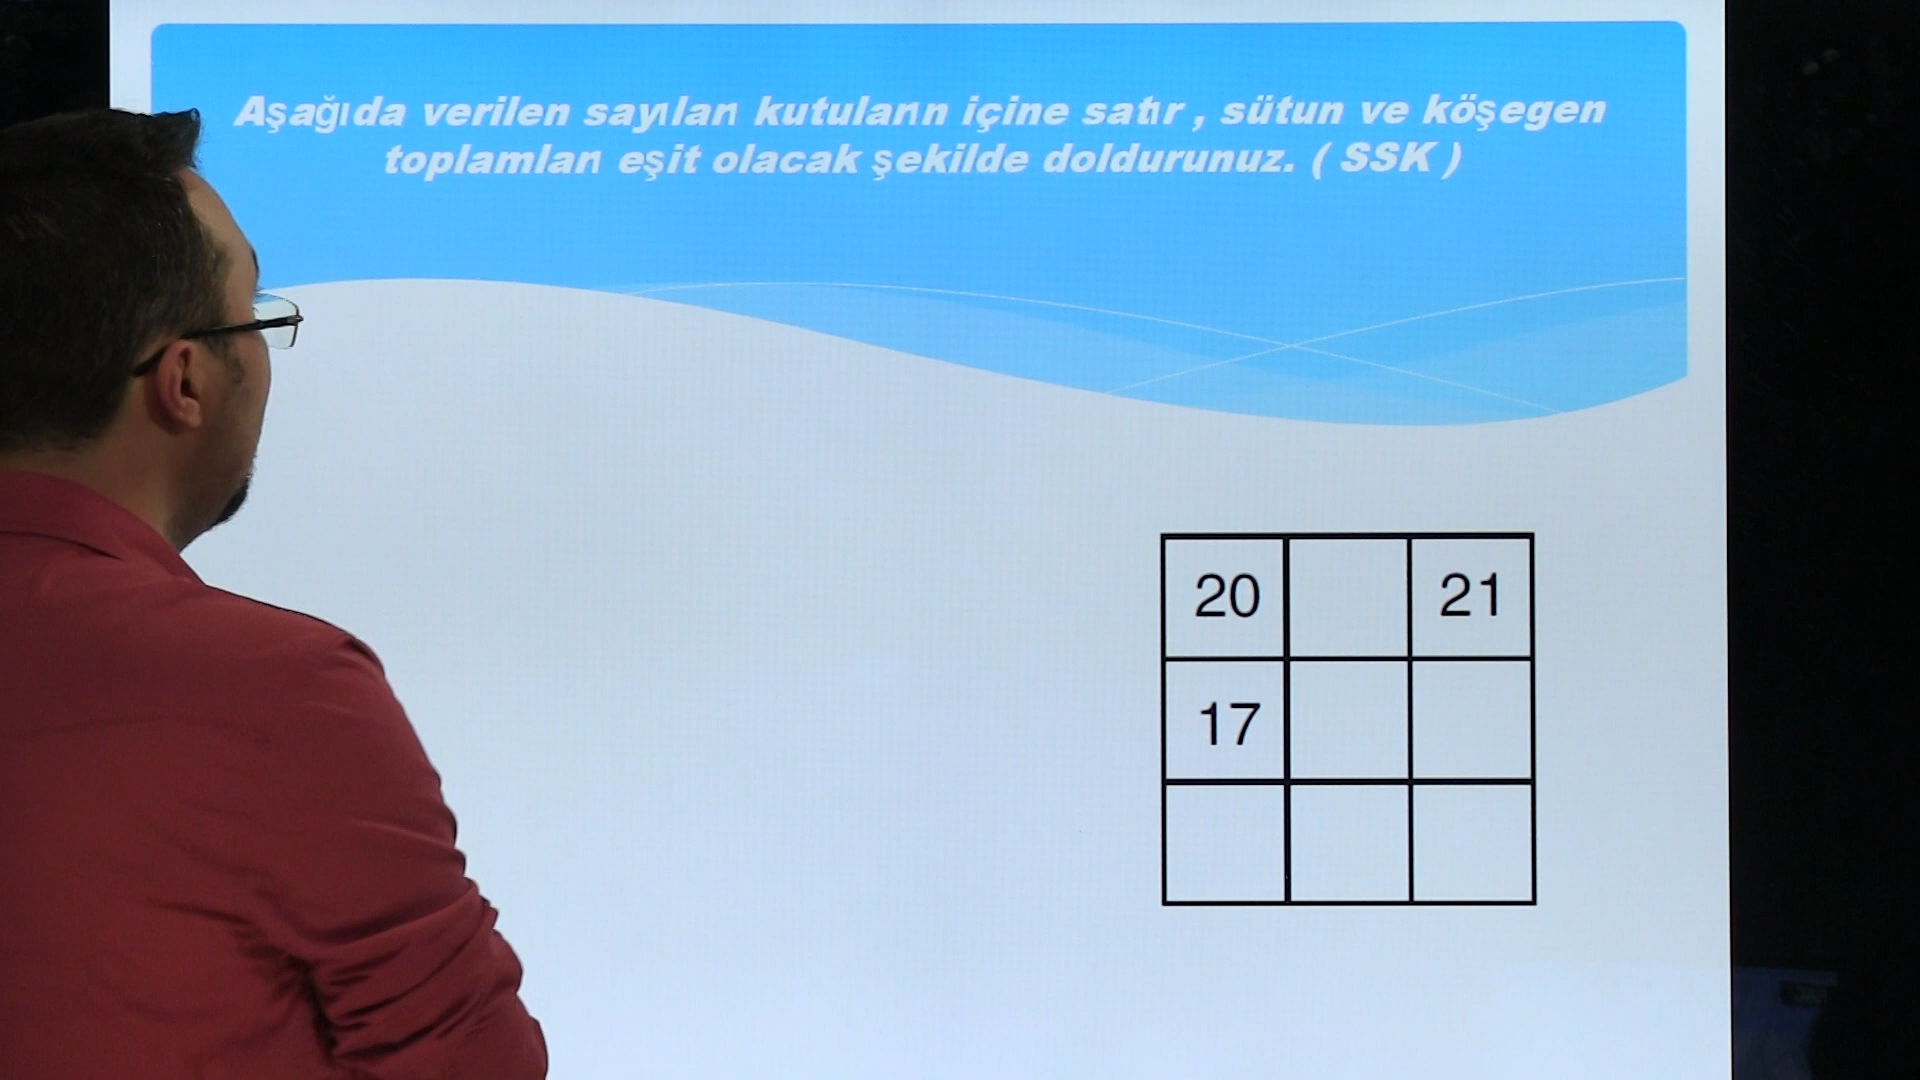 Aşağıda verilen sayıları kutuların içine satır , sütun ve köşegen
toplamları eşit olacak şekilde doldurunuz. ( SSK )
20 21
17